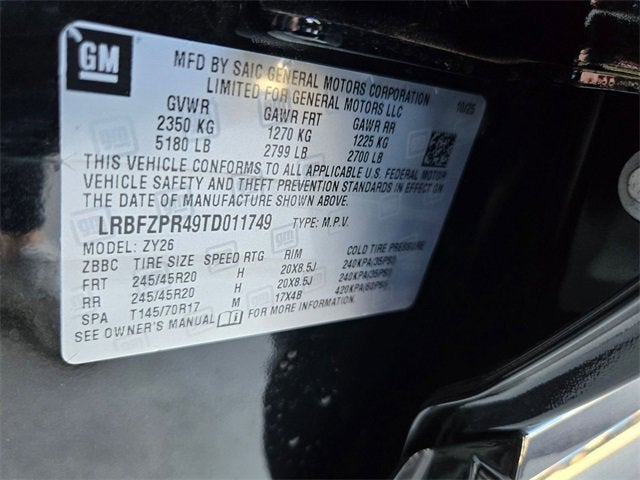 GM
MFD BY SAIC GENERAL MOTORS CORPORATION
LIMITED FOR GENERAL MOTORS LLC
10/25
GVWR GAWR FRT GAWR RR
2350 KG 1270 KG 1225 KG
5180 LB 2799 LB 2700 LB
THIS VEHICLE CONFORMS TO ALL APPLICABLE U.S. FEDERAL MOTOR
VEHICLE SAFETY AND THEFT PREVENTION STANDARDS IN EFFECT ON
THE DATE OF MANUFACTURE SHOWN ABOVE.
LRBFZPR49TD011749 TYPE: M.P.V.
MODEL: ZY26
ZBBC TIRE SIZE SPEED RTG RIM COLD TIRE PRESSURE
FRT 245/45R20 H 20X8.5J 240KPA(35PSI)
RR 245/45R20 H 20X8.5J 240KPA(35PSI)
SPA T145/70R17 M 17X4B 420KPA(60PSI)
SEE OWNER'S MANUAL FOR MORE INFORMATION.